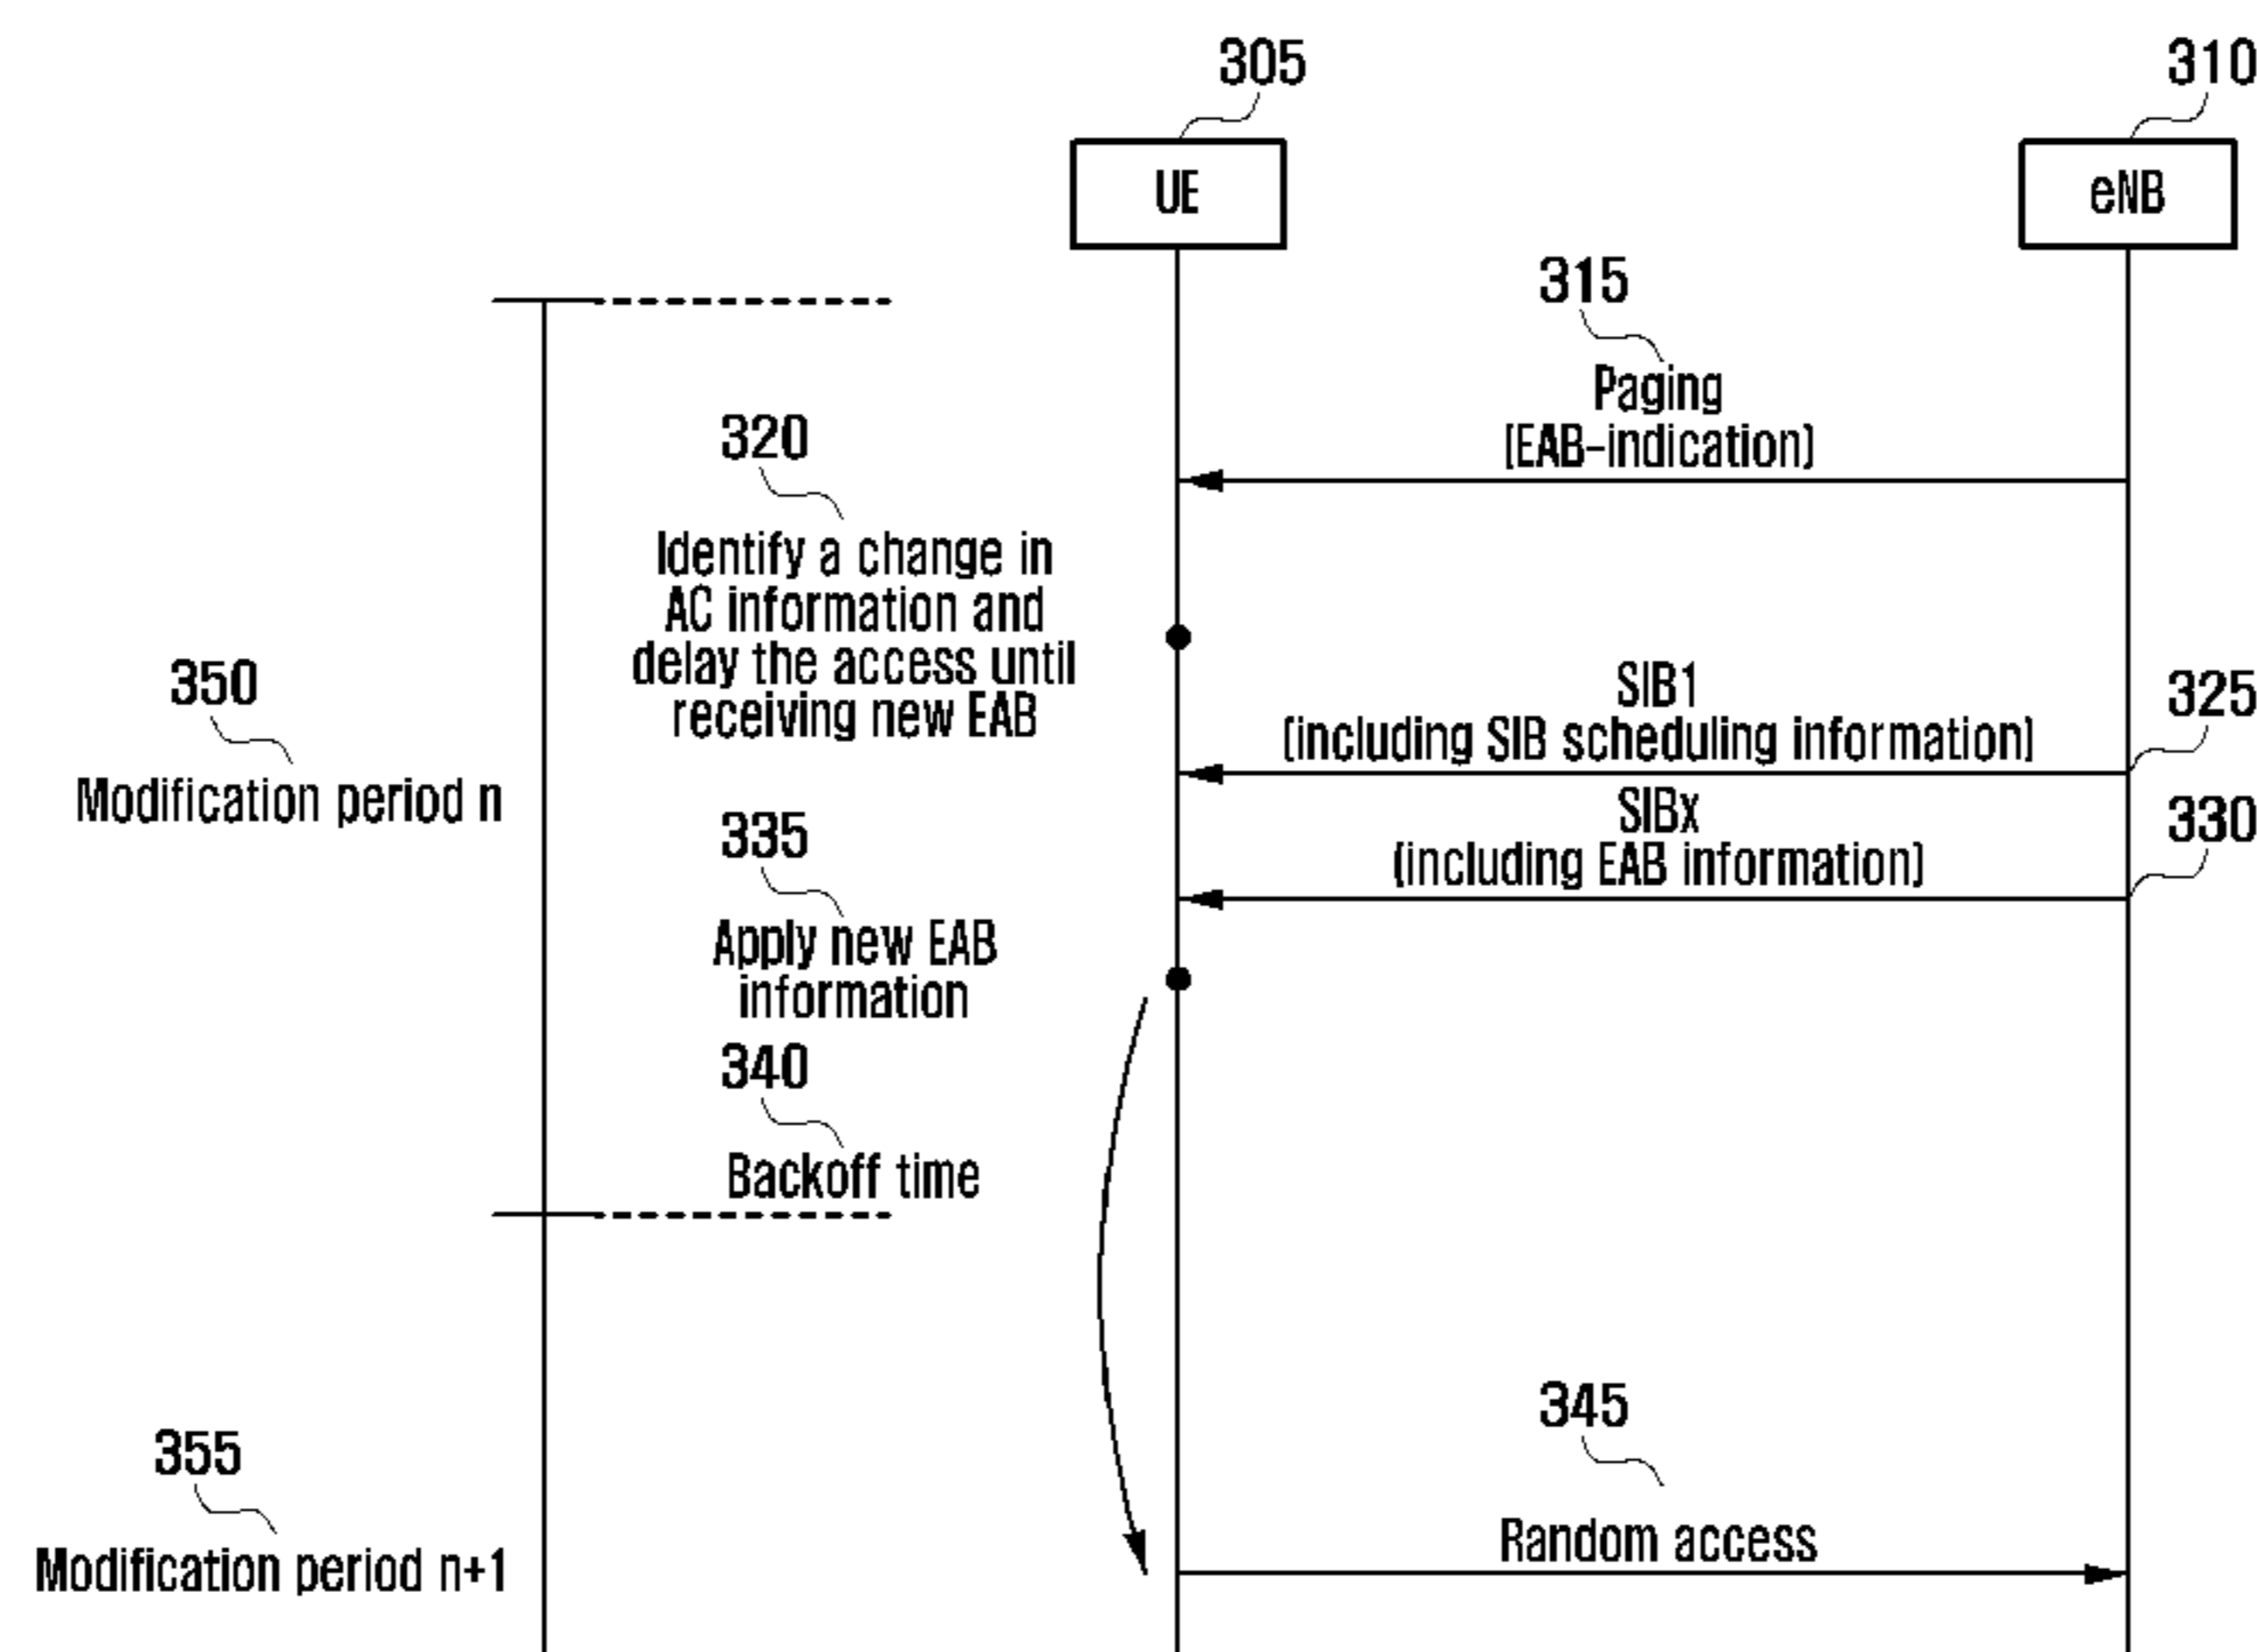 305
310
UE
eNB
315
Paging
(EAB-indication)
320
Identify a change in
AC information and
delay the access until
receiving new EAB
350
Modification period n
SIB1
(including SIB scheduling information)
325
SIBx
(including EAB information)
330
335
Apply new EAB
information
340
Backoff time
345
Random access
355
Modification period n+1